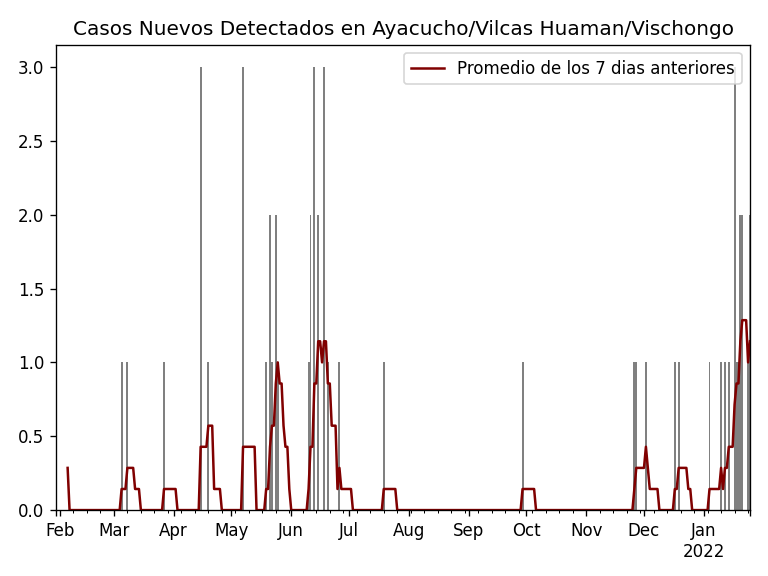 Casos Nuevos Detectados en Ayacucho/Vilcas Huaman/Vischongo
Promedio de los 7 dias anteriores
3.0
2.5
2.0
1.5
1.0
0.5
0.0
Feb Mar Apr May Jun Jul Aug Sep Oct Nov Dec Jan
2022